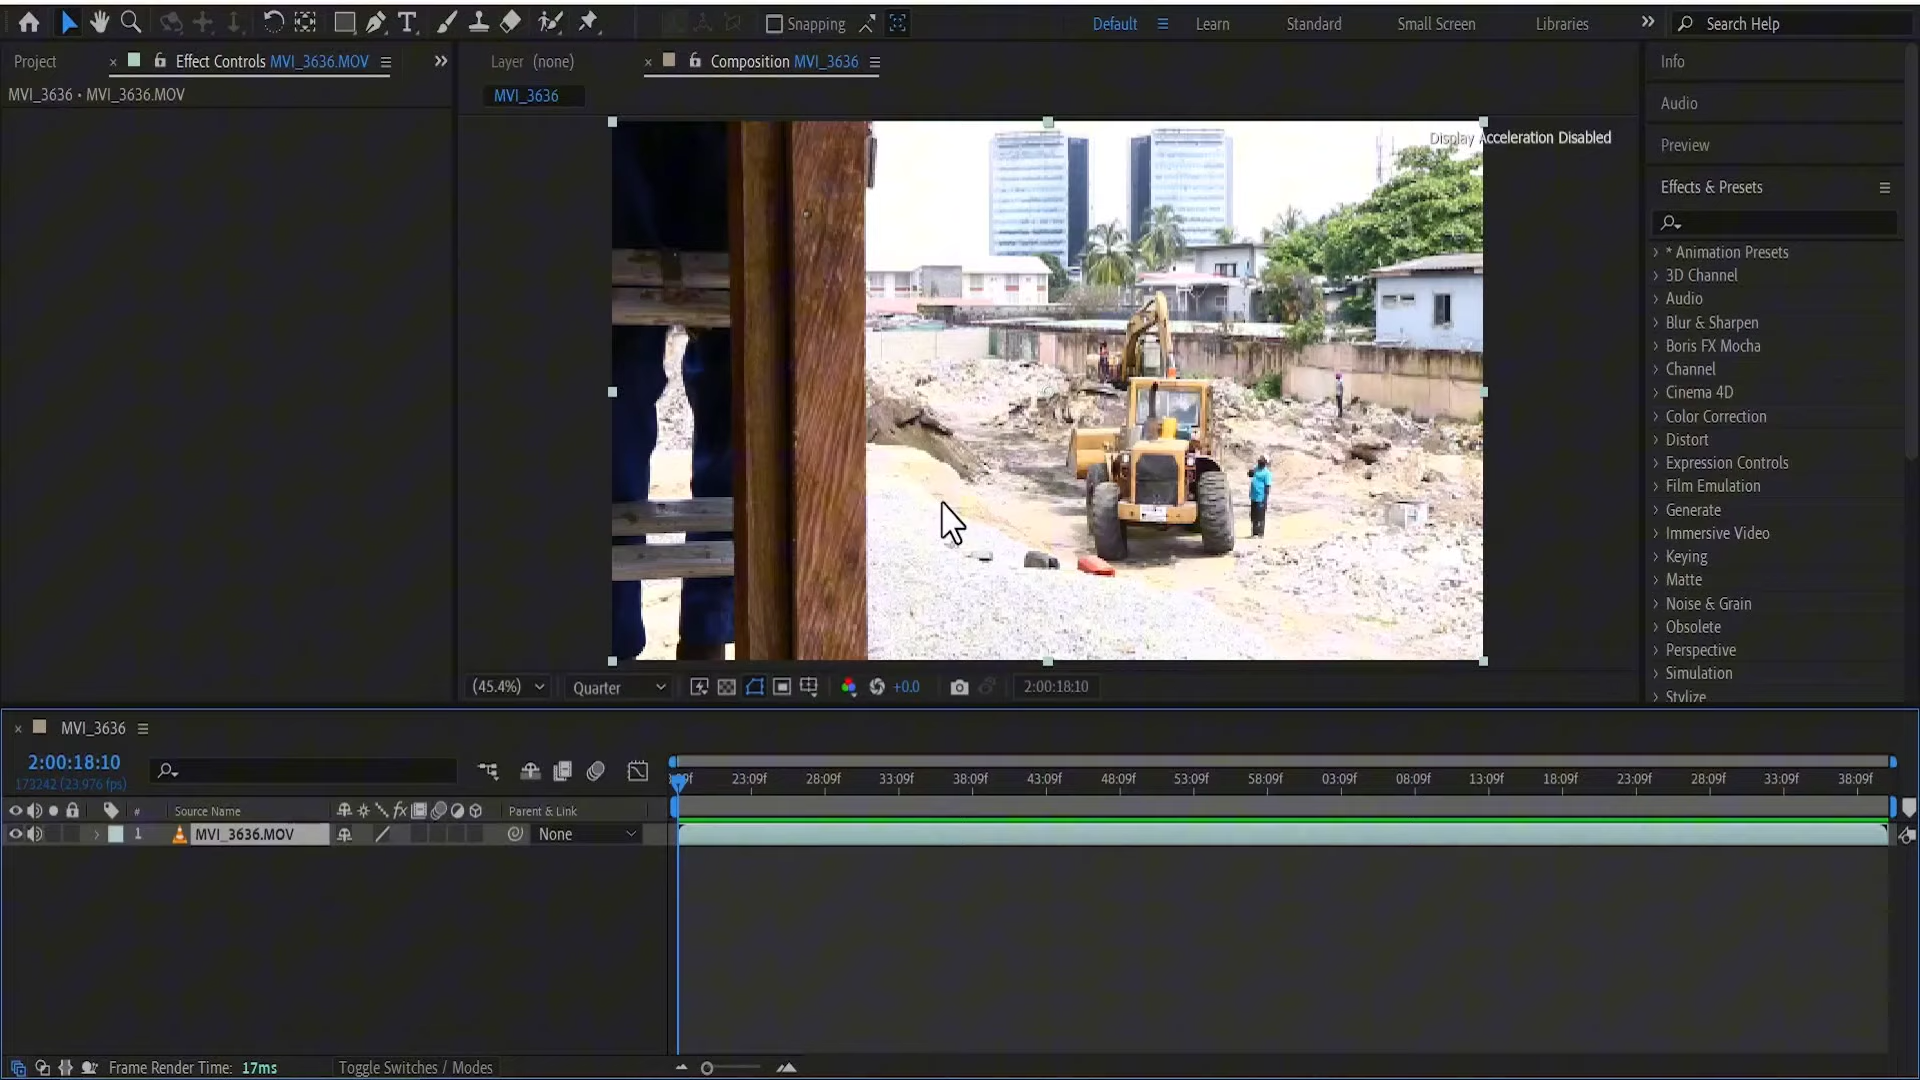 Snapping
Default
Learn
Standard
Small Screen
Libraries
Search Help
Project
Effect Controls MVI_3636.MOV
Layer (none)
Composition MVI_3636
Info
MVI_3636 • MVI_3636.MOV
MVI_3636
Audio
Display Acceleration Disabled
Preview
Effects & Presets
* Animation Presets
3D Channel
Audio
Blur & Sharpen
Boris FX Mocha
Channel
Cinema 4D
Color Correction
Distort
Expression Controls
Film Emulation
Generate
Immersive Video
Keying
Matte
Noise & Grain
Obsolete
Perspective
Simulation
Stylize
(45.4%)
Quarter
+0.0
2:00:18:10
MVI_3636
2:00:18:10
173242 (23.976 fps)
23:09f 28:09f 33:09f 38:09f 43:09f 48:09f 53:09f 58:09f 03:09f 08:09f 13:09f 18:09f 23:09f 28:09f 33:09f 38:09f
# Source Name fx Parent & Link
1 MVI_3636.MOV None
Frame Render Time: 17ms
Toggle Switches / Modes